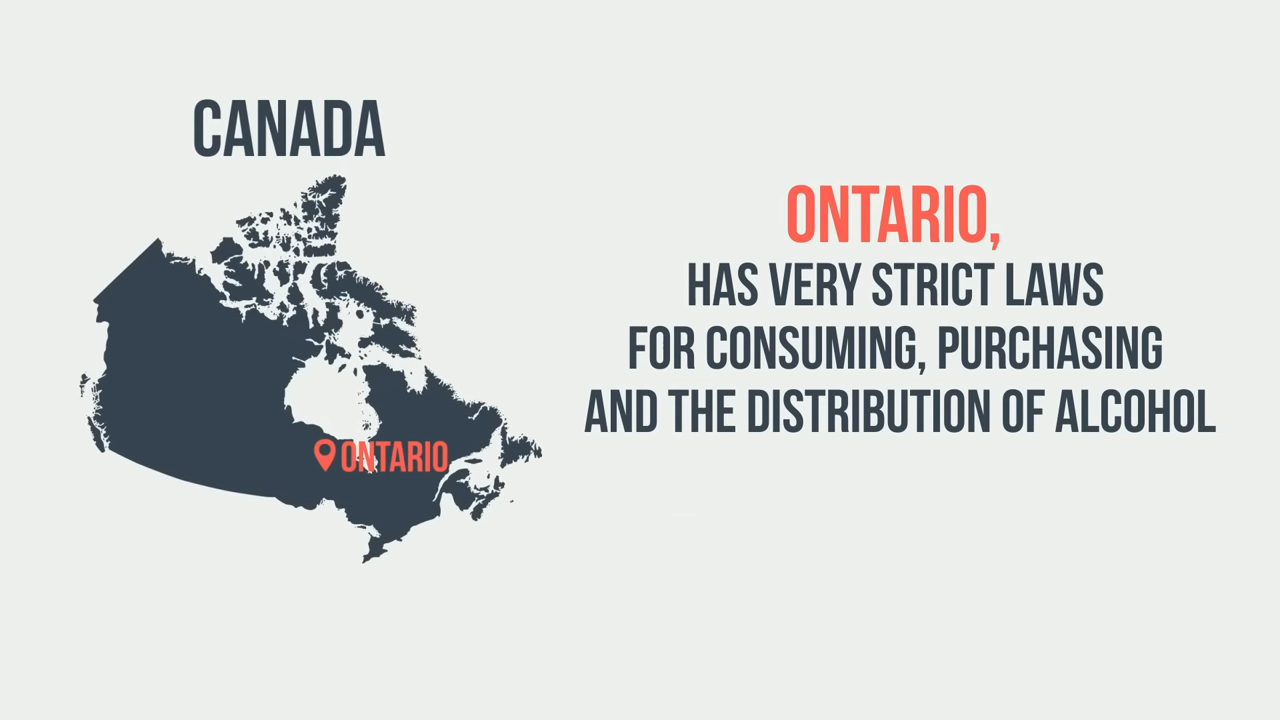 CANADA
ONTARIO
ONTARIO,
HAS VERY STRICT LAWS
FOR CONSUMING, PURCHASING
AND THE DISTRIBUTION OF ALCOHOL